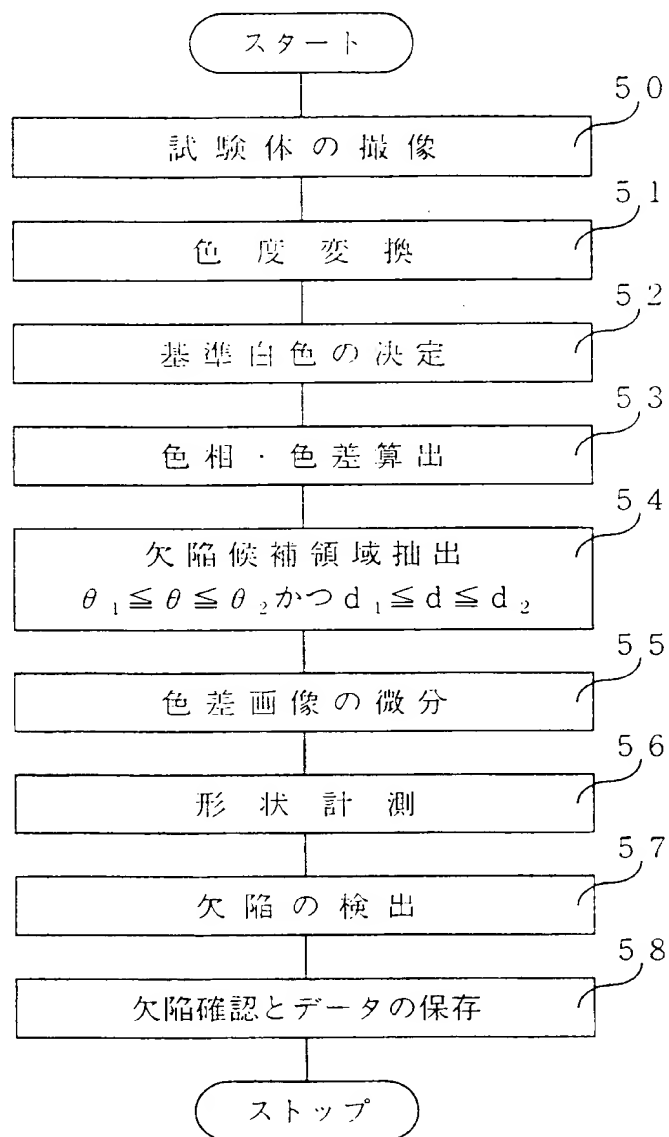 スタート
50
試験体の撮像
51
色度変換
52
基準白色の決定
53
色相・色差算出
54
欠陥候補領域抽出
θ₁≦θ≦θ₂かつd₁≦d≦d₂
55
色差画像の微分
56
形状計測
57
欠陥の検出
58
欠陥確認とデータの保存
ストップ